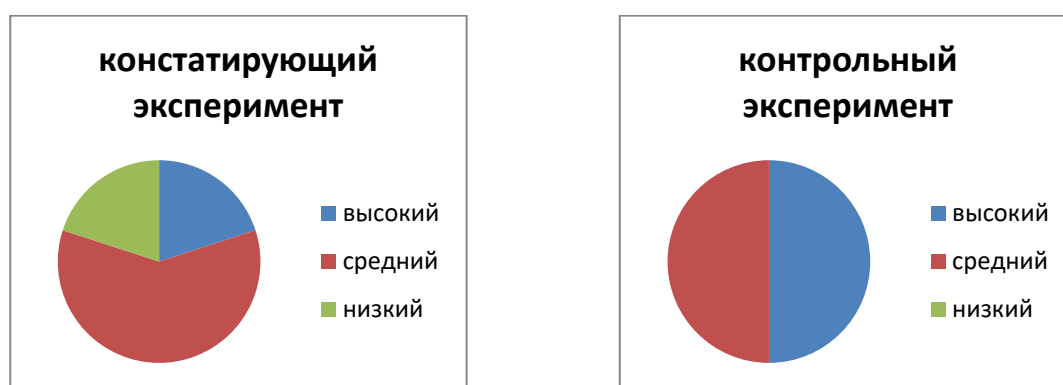 констатирующий
эксперимент
высокий
средний
низкий
контрольный
эксперимент
высокий
средний
низкий